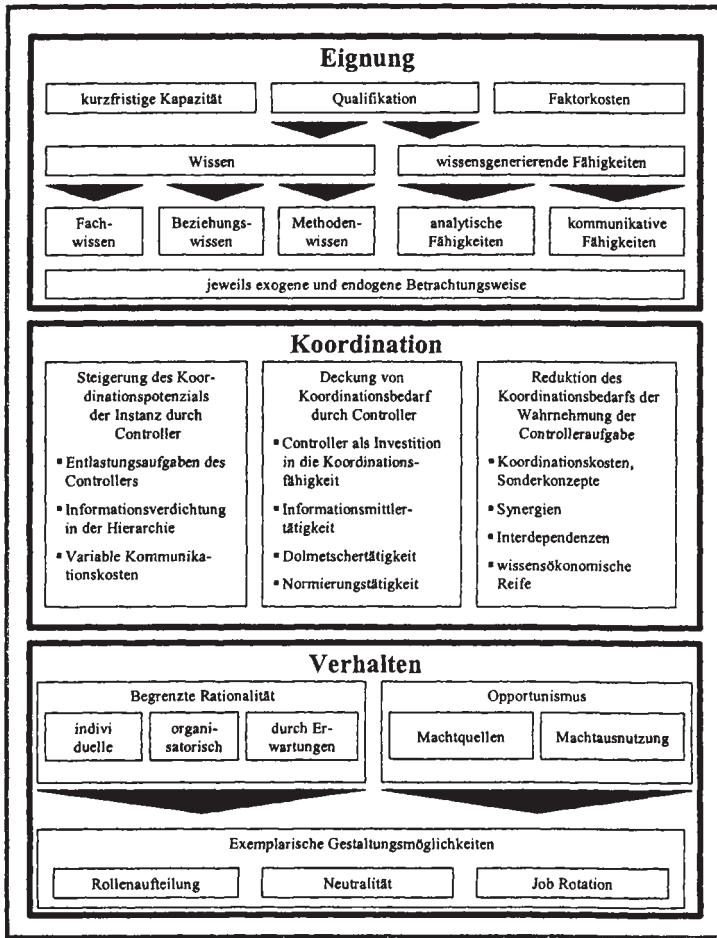 Eignung
kurzfristige Kapazität
Qualifikation
Faktorkosten
Wissen
wissensgenerierende Fähigkeiten
Fach-
wissen
Beziehungs-
wissen
Methoden-
wissen
analytische
Fähigkeiten
kommunikative
Fähigkeiten
jeweils exogene und endogene Betrachtungsweise
Koordination
Steigerung des Koor-
dinationspotenzials
der Instanz durch
Controller
▪ Entlastungsaufgaben des
Controllers
▪ Informationsverdichtung
in der Hierarchie
▪ Variable Kommunika-
tionskosten
Deckung von
Koordinationsbedarf
durch Controller
▪ Controller als Investition
in die Koordinations-
fähigkeit
▪ Informationsmittler-
tätigkeit
▪ Dolmetschertätigkeit
▪ Normierungstätigkeit
Reduktion des
Koordinationsbedarfs der
Wahrnehmung der
Controlleraufgabe
▪ Koordinationskosten,
Sonderkonzepte
▪ Synergien
▪ Interdependenzen
▪ wissensökonomische
Reife
Verhalten
Begrenzte Rationalität
indivi
duelle
organi-
satorisch
durch Er-
wartungen
Opportunismus
Machtquellen
Machtausnutzung
Exemplarische Gestaltungsmöglichkeiten
Rollenaufteilung
Neutralität
Job Rotation